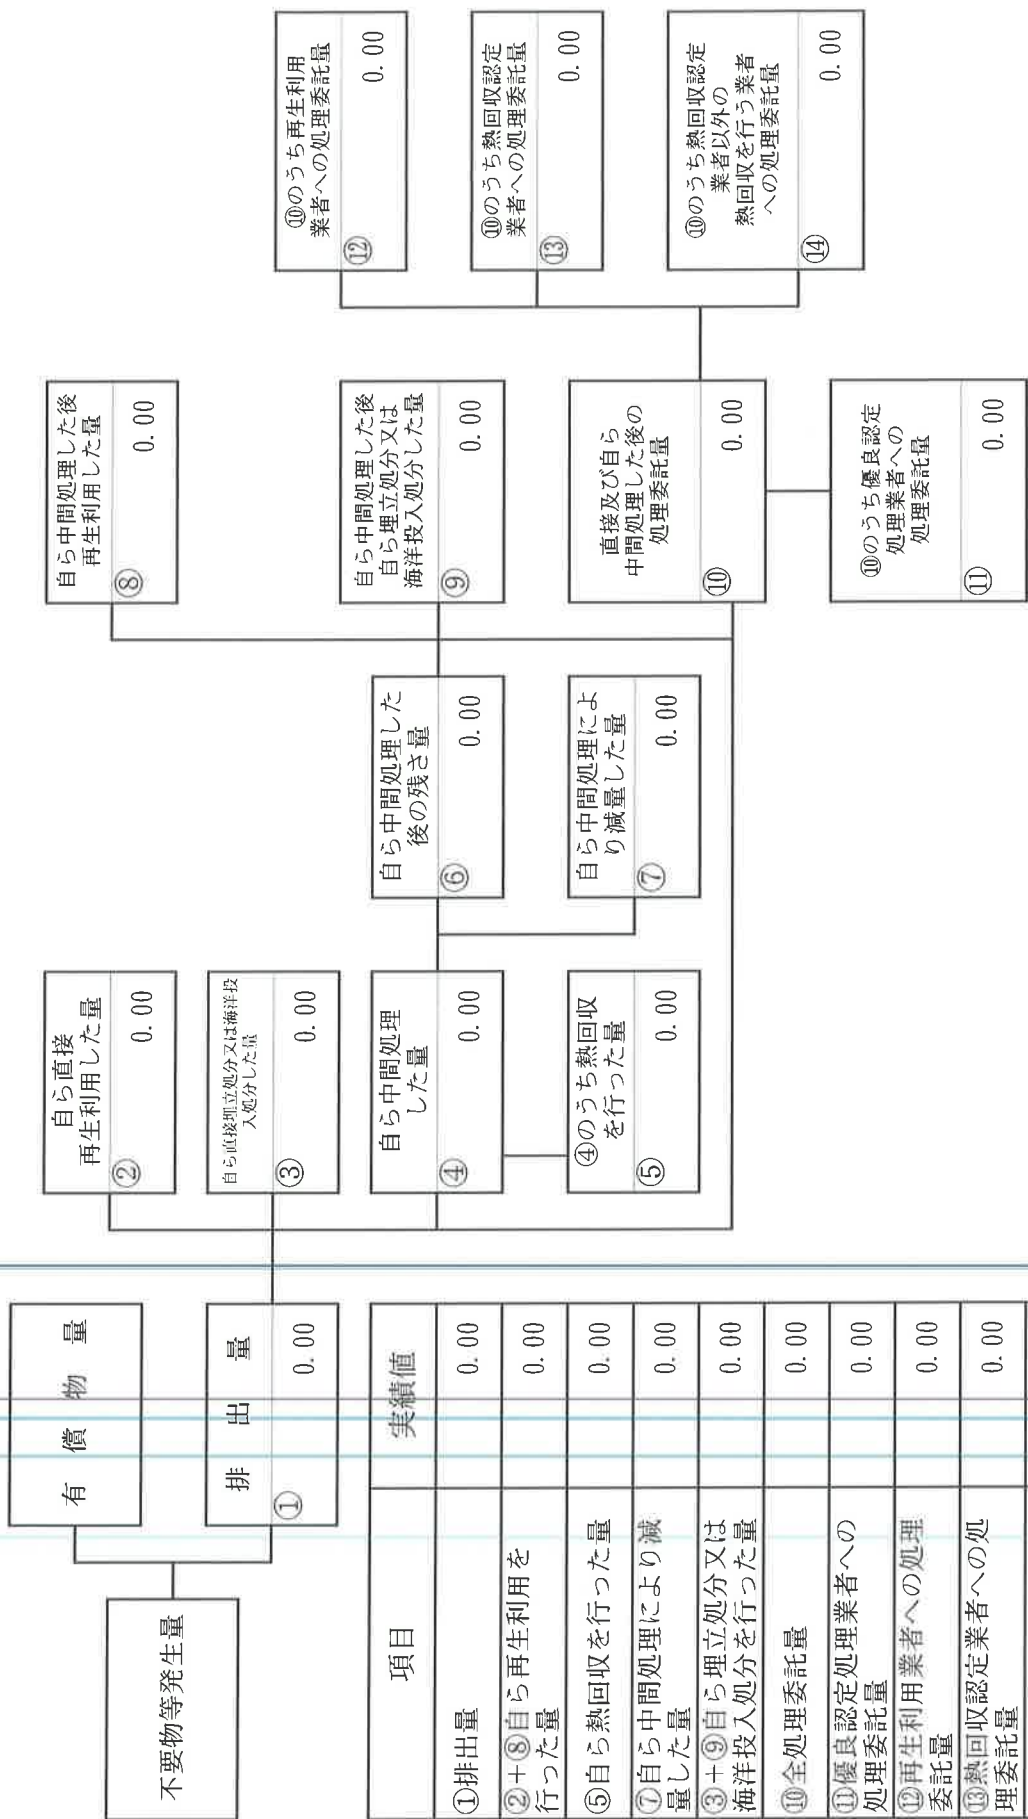 不要物等発生量
有　償　物　量
排　出　量
①
0.00
自ら直接
再生利用した量
②
0.00
自ら直接埋立処分又は海洋投
入処分した量
③
0.00
自ら中間処理
した量
④
0.00
④のうち熱回収
を行った量
⑤
0.00
自ら中間処理した
後の残さ量
⑥
0.00
自ら中間処理によ
り減量した量
⑦
0.00
自ら中間処理した後
再生利用した量
⑧
0.00
自ら中間処理した後
自ら埋立処分又は
海洋投入処分した量
⑨
0.00
直接及び自ら
中間処理した後の
処理委託量
⑩
0.00
⑩のうち優良認定
処理業者への
処理委託量
⑪
0.00
⑩のうち再生利用
業者への処理委託量
⑫
0.00
⑩のうち熱回収認定
業者への処理委託量
⑬
0.00
⑩のうち熱回収認定
業者以外の
熱回収を行う業者
への処理委託量
⑭
0.00
項目　実績値
①排出量　0.00
②＋⑧自ら再生利用を
行った量　0.00
⑤自ら熱回収を行った量　0.00
⑦自ら中間処理により減
量した量　0.00
③＋⑨自ら埋立処分又は
海洋投入処分を行った量　0.00
⑩全処理委託量　0.00
⑪優良認定処理業者への
処理委託量　0.00
⑫再生利用業者への処理
委託量　0.00
⑬熱回収認定業者への処
理委託量　0.00